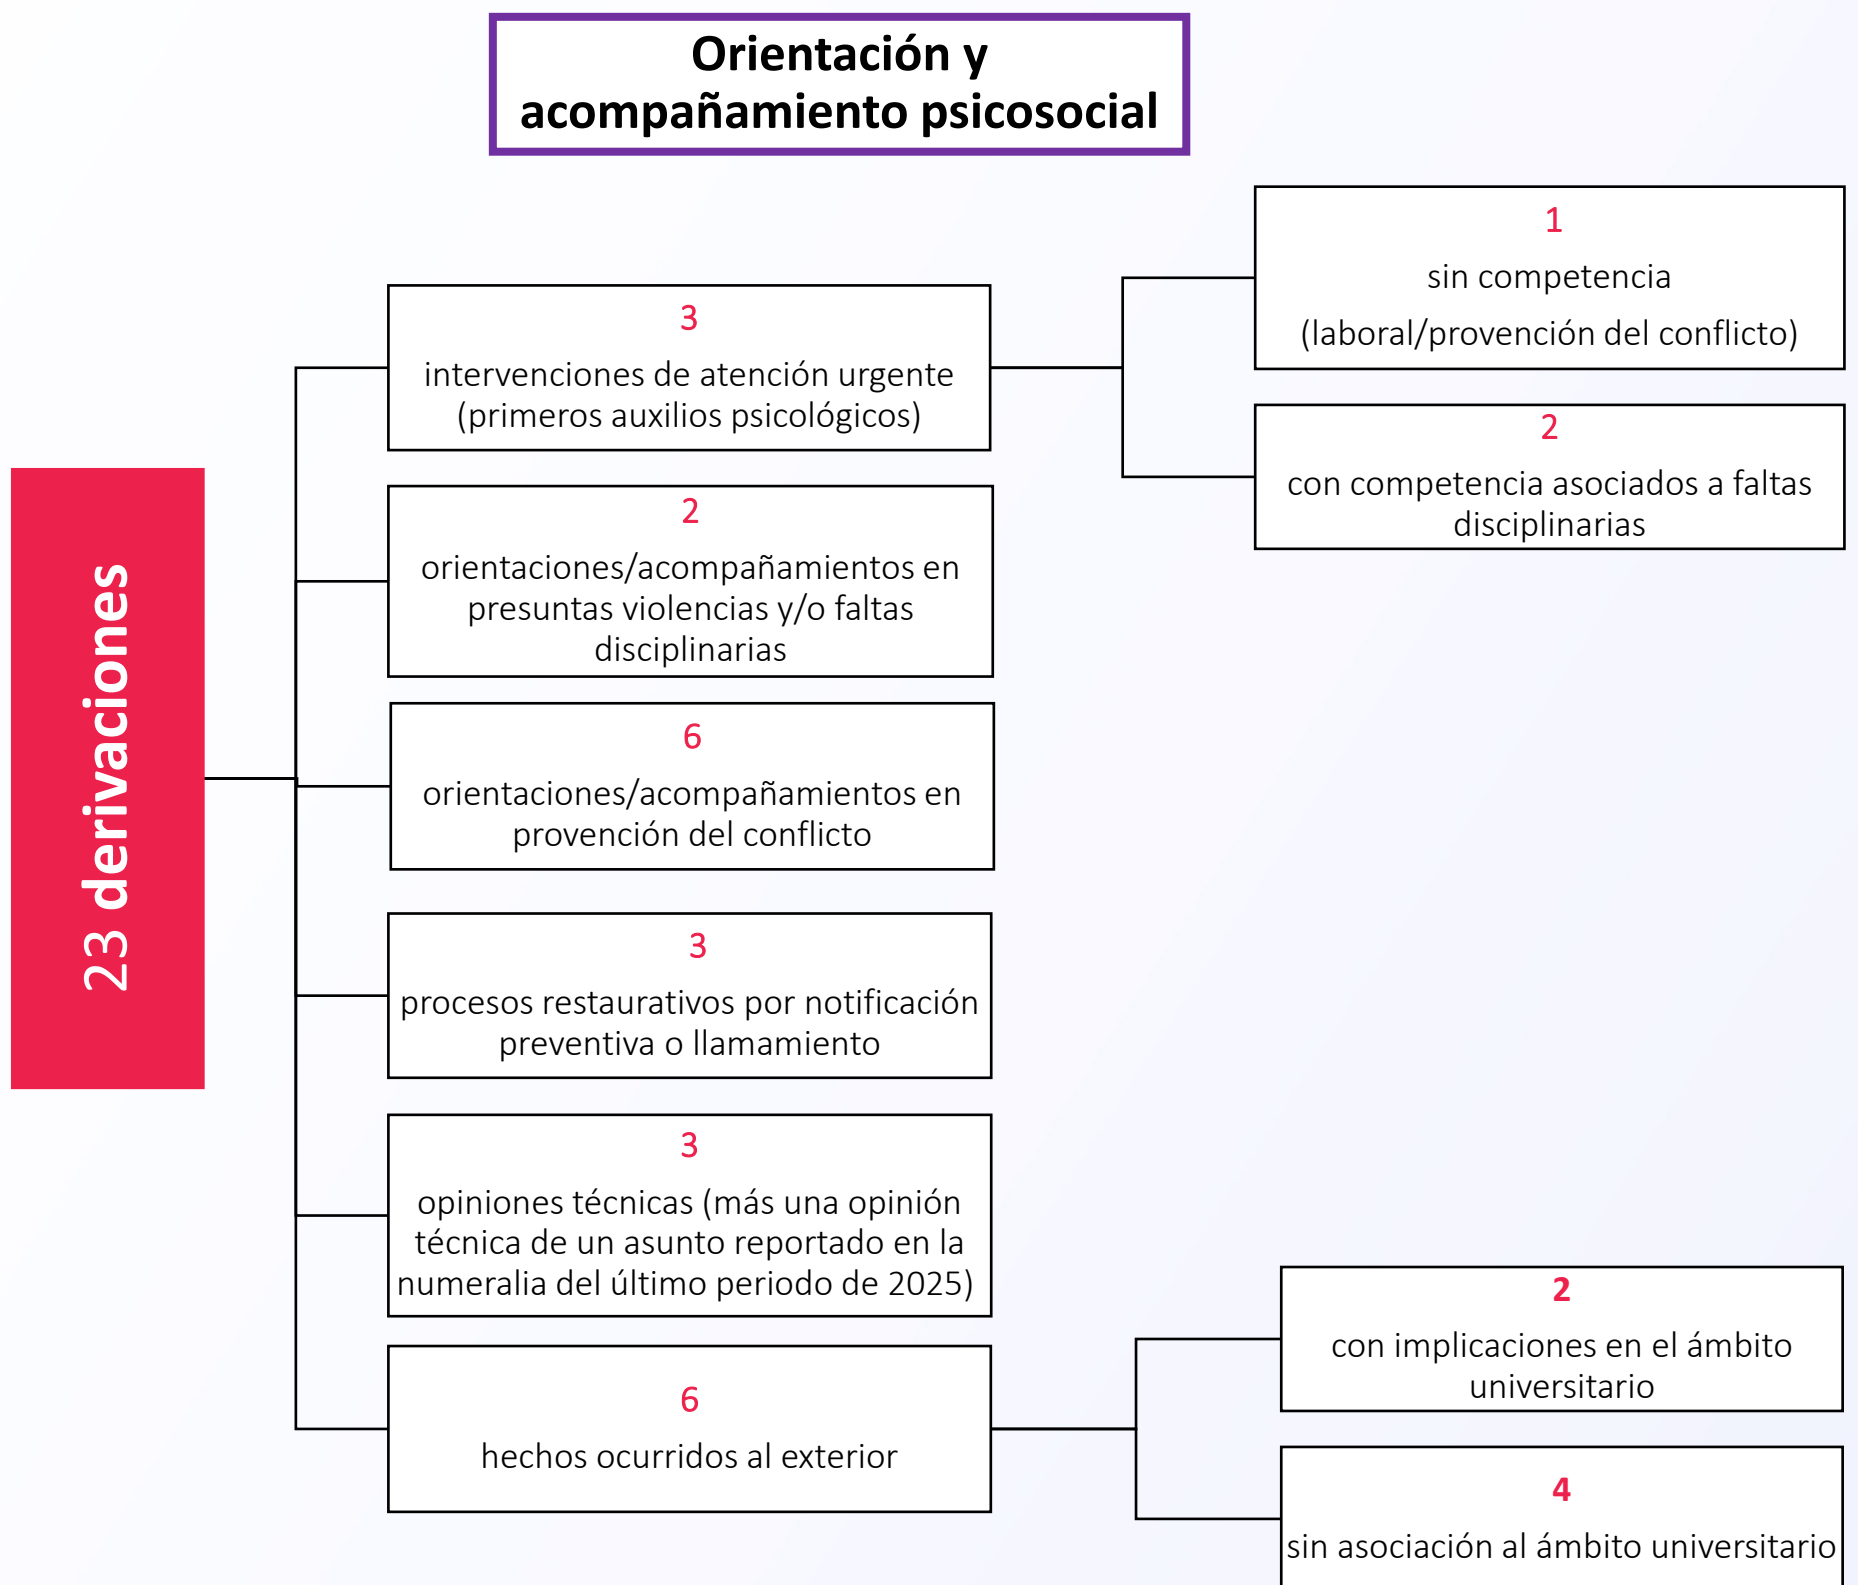 Orientación y
acompañamiento psicosocial
23 derivaciones
3
intervenciones de atención urgente
(primeros auxilios psicológicos)
1
sin competencia
(laboral/provención del conflicto)
2
con competencia asociados a faltas
disciplinarias
2
orientaciones/acompañamientos en
presuntas violencias y/o faltas
disciplinarias
6
orientaciones/acompañamientos en
provención del conflicto
3
procesos restaurativos por notificación
preventiva o llamamiento
3
opiniones técnicas (más una opinión
técnica de un asunto reportado en la
numeralia del último periodo de 2025)
6
hechos ocurridos al exterior
2
con implicaciones en el ámbito
universitario
4
sin asociación al ámbito universitario